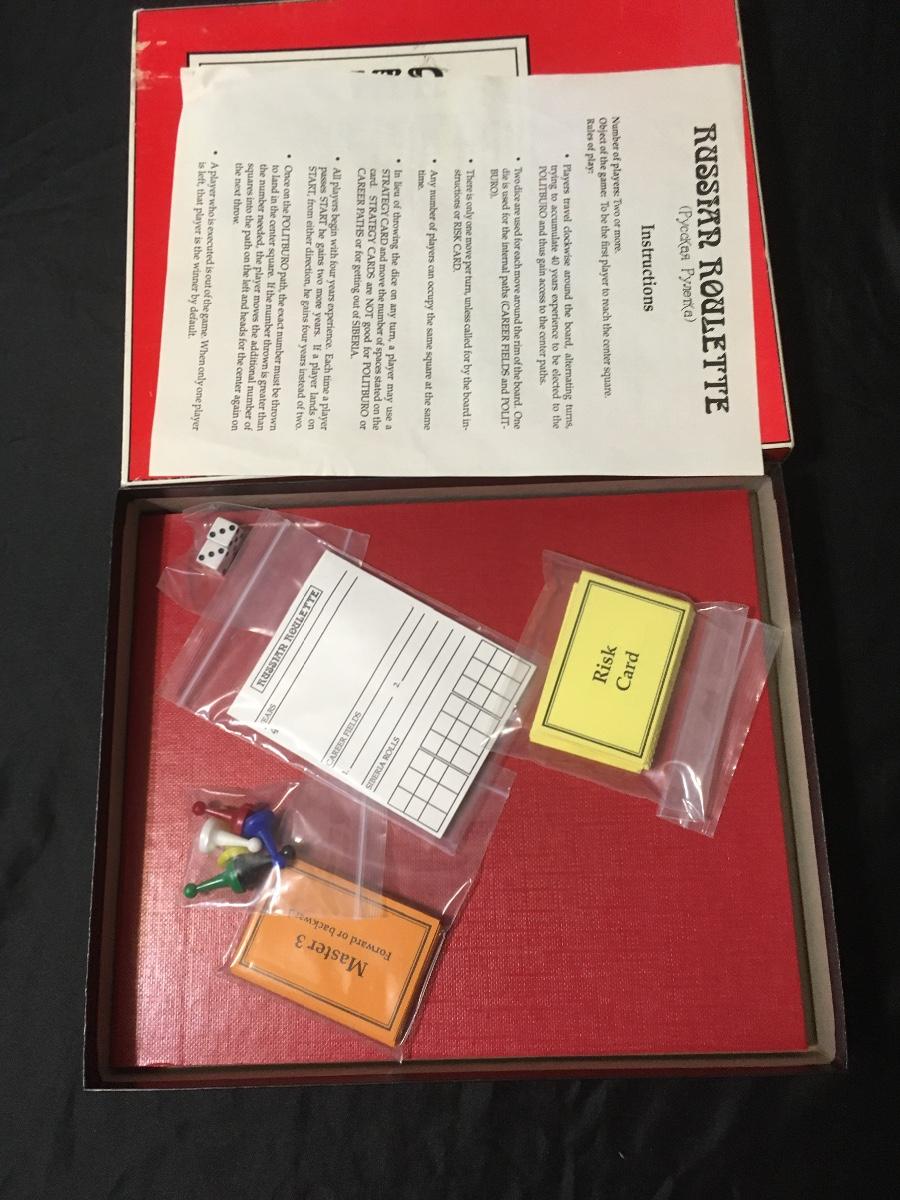 RUSSIAN ROULETTE
(Русская Рулетка)
Instructions
Number of players: Two or more.
Object of the game: To be the first player to reach the center square.
Rules of play:
• Players travel clockwise around the board, alternating turns,
trying to accumulate 40 years experience to be elected to the
POLITBURO and thus gain access to the center paths.
• Two dice are used for each move around the rim of the board. One
die is used for the internal paths (CAREER FIELDS and POLIT-
BURO).
• There is only one move per turn, unless called for by the board in-
structions or RISK CARD.
• Any number of players can occupy the same square at the same
time.
• In lieu of throwing the dice on any turn, a player may use a
STRATEGY CARD and move the number of spaces stated on the
card. STRATEGY CARDS are NOT good for POLITBURO or
CAREER PATHS or for getting out of SIBERIA.
• All players begin with four years experience. Each time a player
passes START he gains two more years. If a player lands on
START, from either direction, he gains four years instead of two.
• Once on the POLITBURO path, the exact number must be thrown
to land in the center square. If the number thrown is greater than
the number needed, the player moves the additional number of
squares into the path on the left and heads for the center again on
the next throw.
• A player who is executed is out of the game. When only one player
is left, that player is the winner by default.
RUSSIAN ROULETTE
EARS
4
CAREER FIELDS
1. 2.
SIBERIA ROLLS
Risk
Card
Master 3
Forward or backward